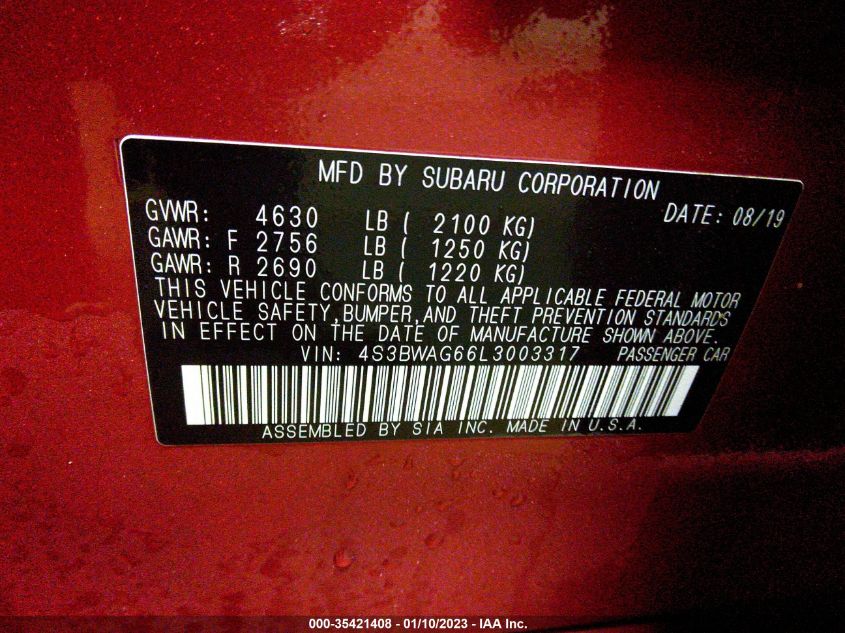 MFD BY SUBARU CORPORATION
GVWR: 4630 LB ( 2100 KG) DATE: 08/19
GAWR: F 2756 LB ( 1250 KG)
GAWR: R 2690 LB ( 1220 KG)
THIS VEHICLE CONFORMS TO ALL APPLICABLE FEDERAL MOTOR
VEHICLE SAFETY, BUMPER, AND THEFT PREVENTION STANDARDS
IN EFFECT ON THE DATE OF MANUFACTURE SHOWN ABOVE.
VIN: 4S3BWAG66L3003317 PASSENGER CAR
ASSEMBLED BY SIA INC. MADE IN U.S.A.
000-35421408 - 01/10/2023 - IAA Inc.